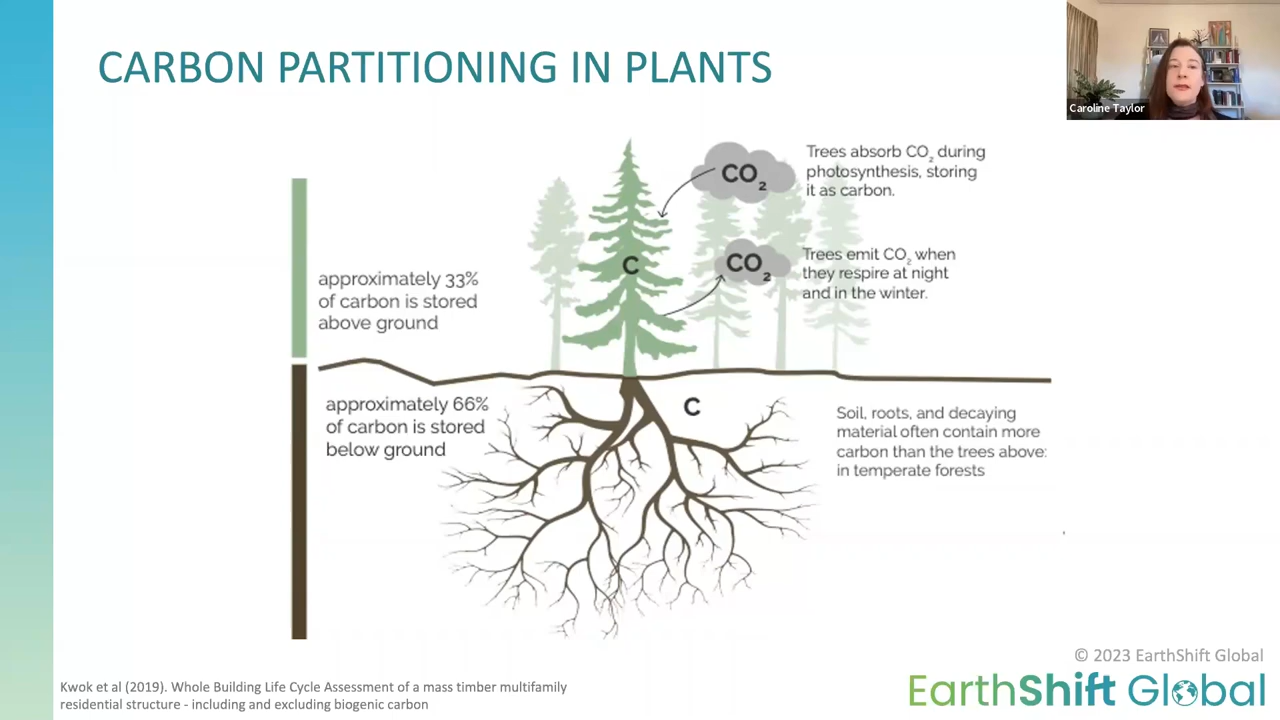 CARBON PARTITIONING IN PLANTS
Caroline Taylor
CO2
Trees absorb CO2 during
photosynthesis, storing
it as carbon.
C
CO2
Trees emit CO2 when
they respire at night
and in the winter.
approximately 33%
of carbon is stored
above ground
approximately 66%
of carbon is stored
below ground
C
Soil, roots, and decaying
material often contain more
carbon than the trees above:
in temperate forests
Kwok et al (2019). Whole Building Life Cycle Assessment of a mass timber multifamily
residential structure - including and excluding biogenic carbon
© 2023 EarthShift Global
EarthShift Global